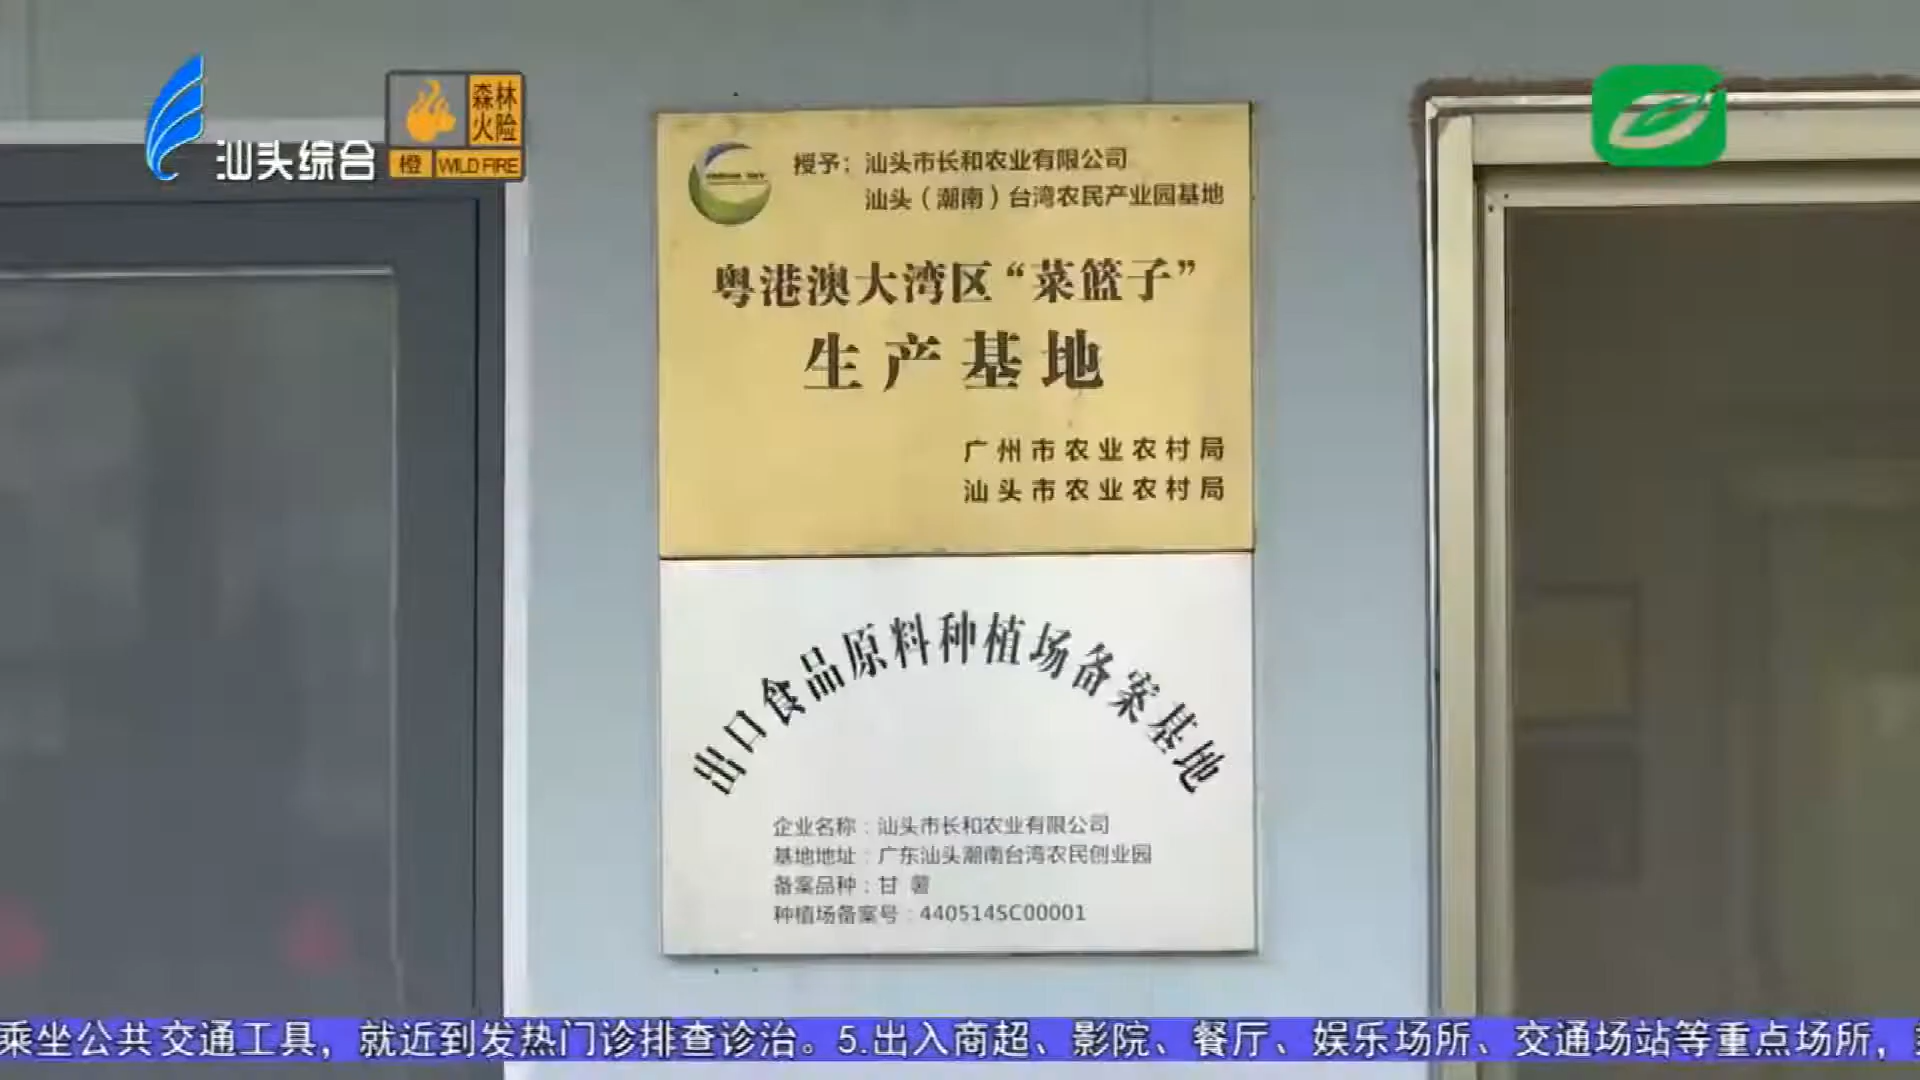 汕头综合
森林
火险
橙 WILD FIRE
授予：汕头市长和农业有限公司
汕头（潮南）台湾农民产业园基地
粤港澳大湾区“菜篮子”
生产基地
广州市农业农村局
汕头市农业农村局
出口食品原料种植场备案基地
企业名称：汕头市长和农业有限公司
基地地址：广东汕头潮南台湾农民创业园
备案品种：甘 薯
种植场备案号：4405145C00001
乘坐公共交通工具，就近到发热门诊排查诊治。5.出入商超、影院、餐厅、娱乐场所、交通场站等重点场所，